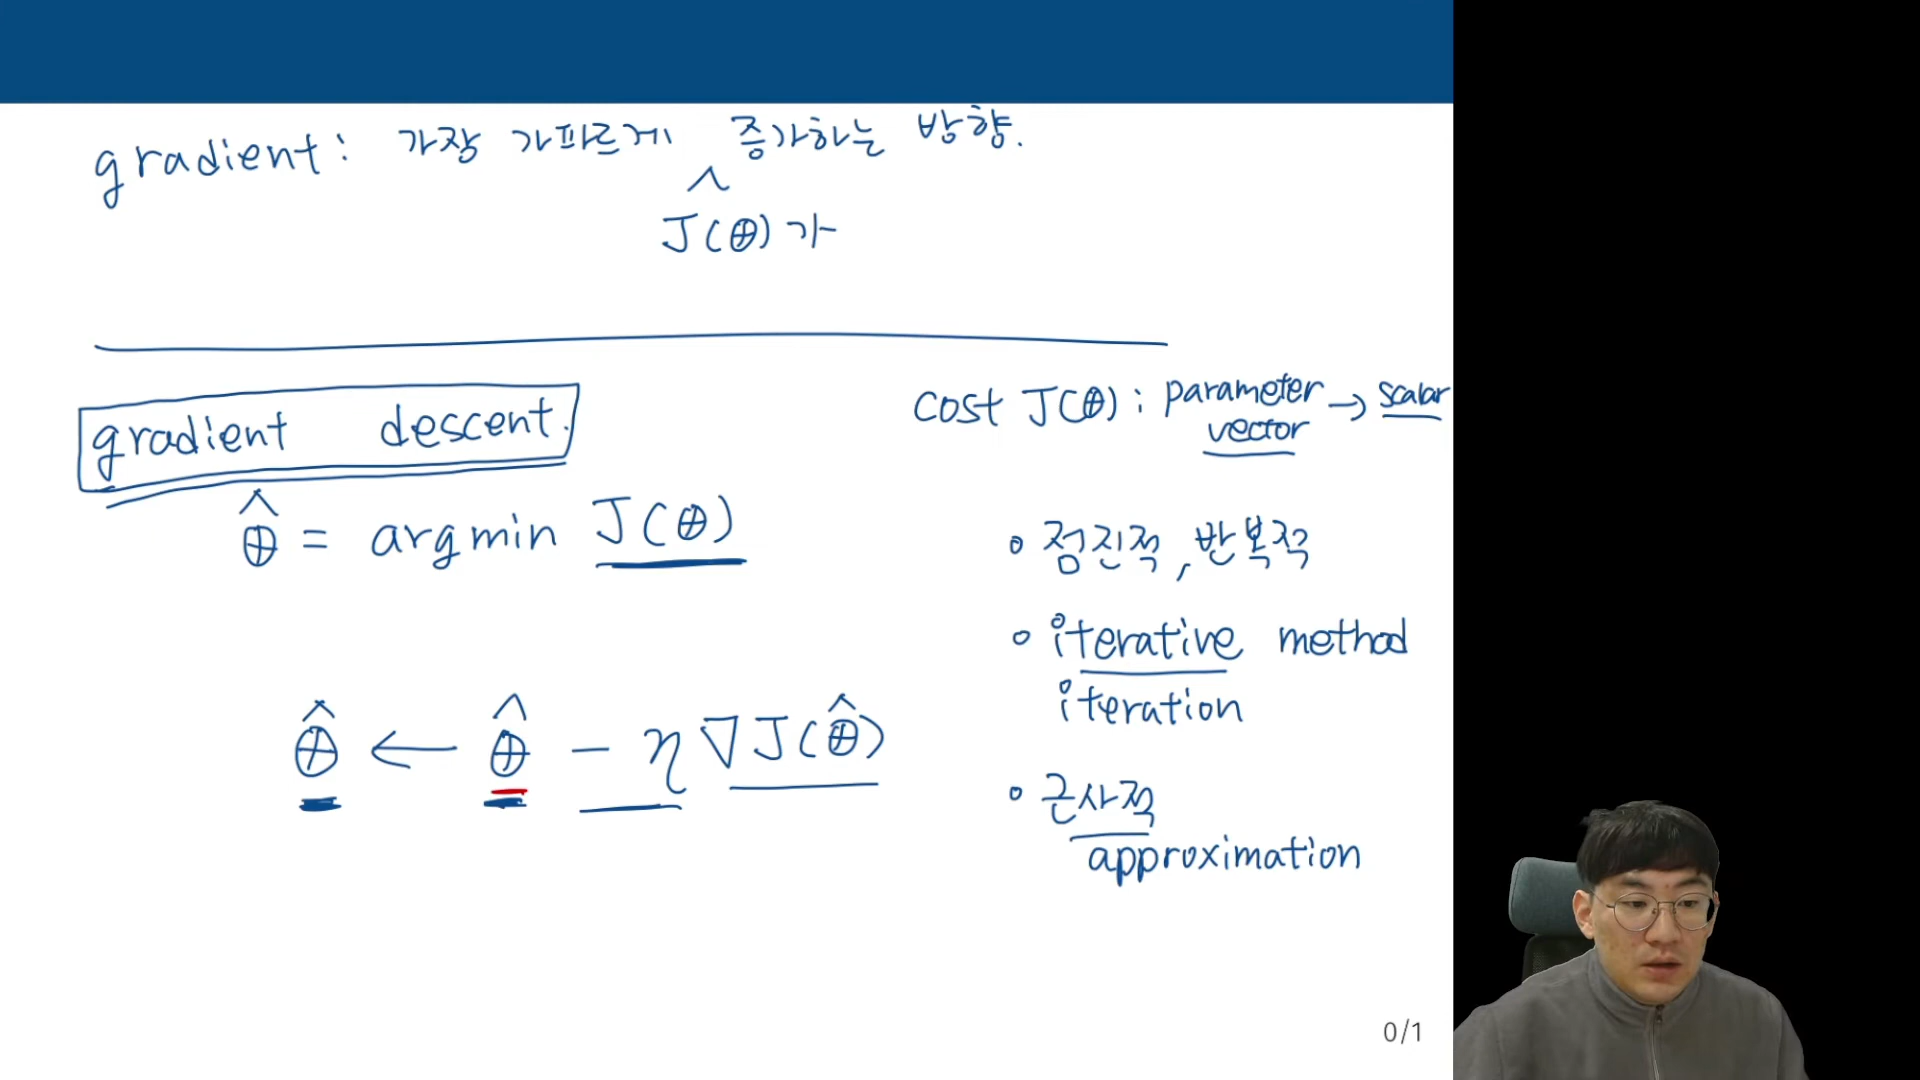 gradient: 가장 가파르게 증가하는 방향.
^
J(⊕)가
gradient descent.
cost J(⊕): parameter vector → scalar
⊕̂ = argmin J(⊕)
⊕̂ ← ⊕̂ - η∇J(⊕̂)
∘ 점진적, 반복적
∘ iterative method
iteration
∘ 근사적
approximation
0/1